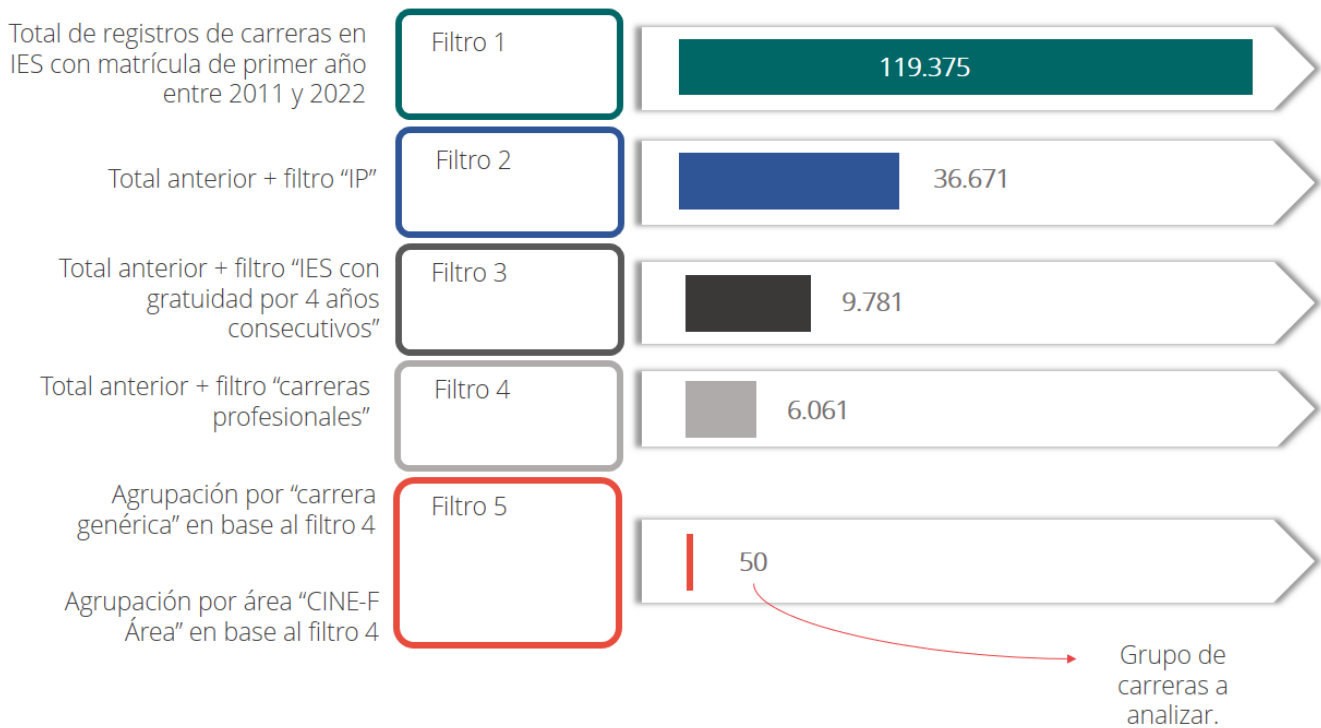 Total de registros de carreras en
IES con matrícula de primer año
entre 2011 y 2022
Filtro 1
119.375
Total anterior + filtro “IP”
Filtro 2
36.671
Total anterior + filtro “IES con
gratuidad por 4 años
consecutivos”
Filtro 3
9.781
Total anterior + filtro “carreras
profesionales”
Filtro 4
6.061
Agrupación por “carrera
genérica” en base al filtro 4
Agrupación por área “CINE-F
Área” en base al filtro 4
Filtro 5
50
Grupo de
carreras a
analizar.